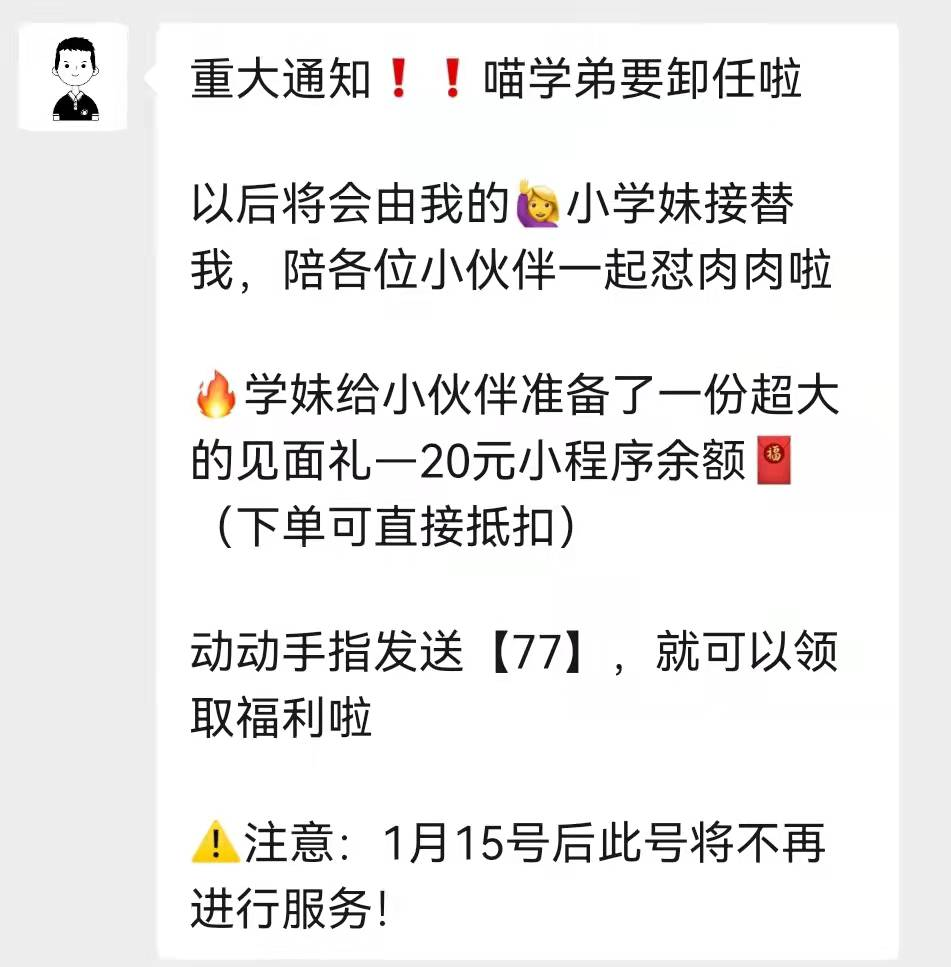 重大通知❗❗喵学弟要卸任啦
以后将会由我的🙋‍♀️小学妹接替
我，陪各位小伙伴一起怼肉肉啦
🔥学妹给小伙伴准备了一份超大
的见面礼—20元小程序余额🧧
（下单可直接抵扣）
动动手指发送【77】，就可以领
取福利啦
⚠️注意：1月15号后此号将不再
进行服务！